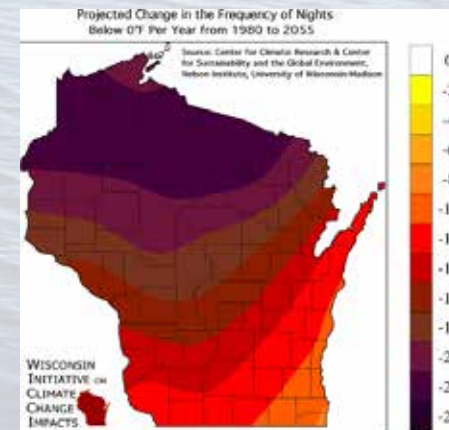 Projected Change in the Frequency of Nights
Below 0°F Per Year from 1980 to 2055
Source: Center for Climatic Research & Center
for Sustainability and the Global Environment,
Nelson Institute, University of Wisconsin-Madison
WISCONSIN
INITIATIVE ON
CLIMATE
CHANGE
IMPACTS